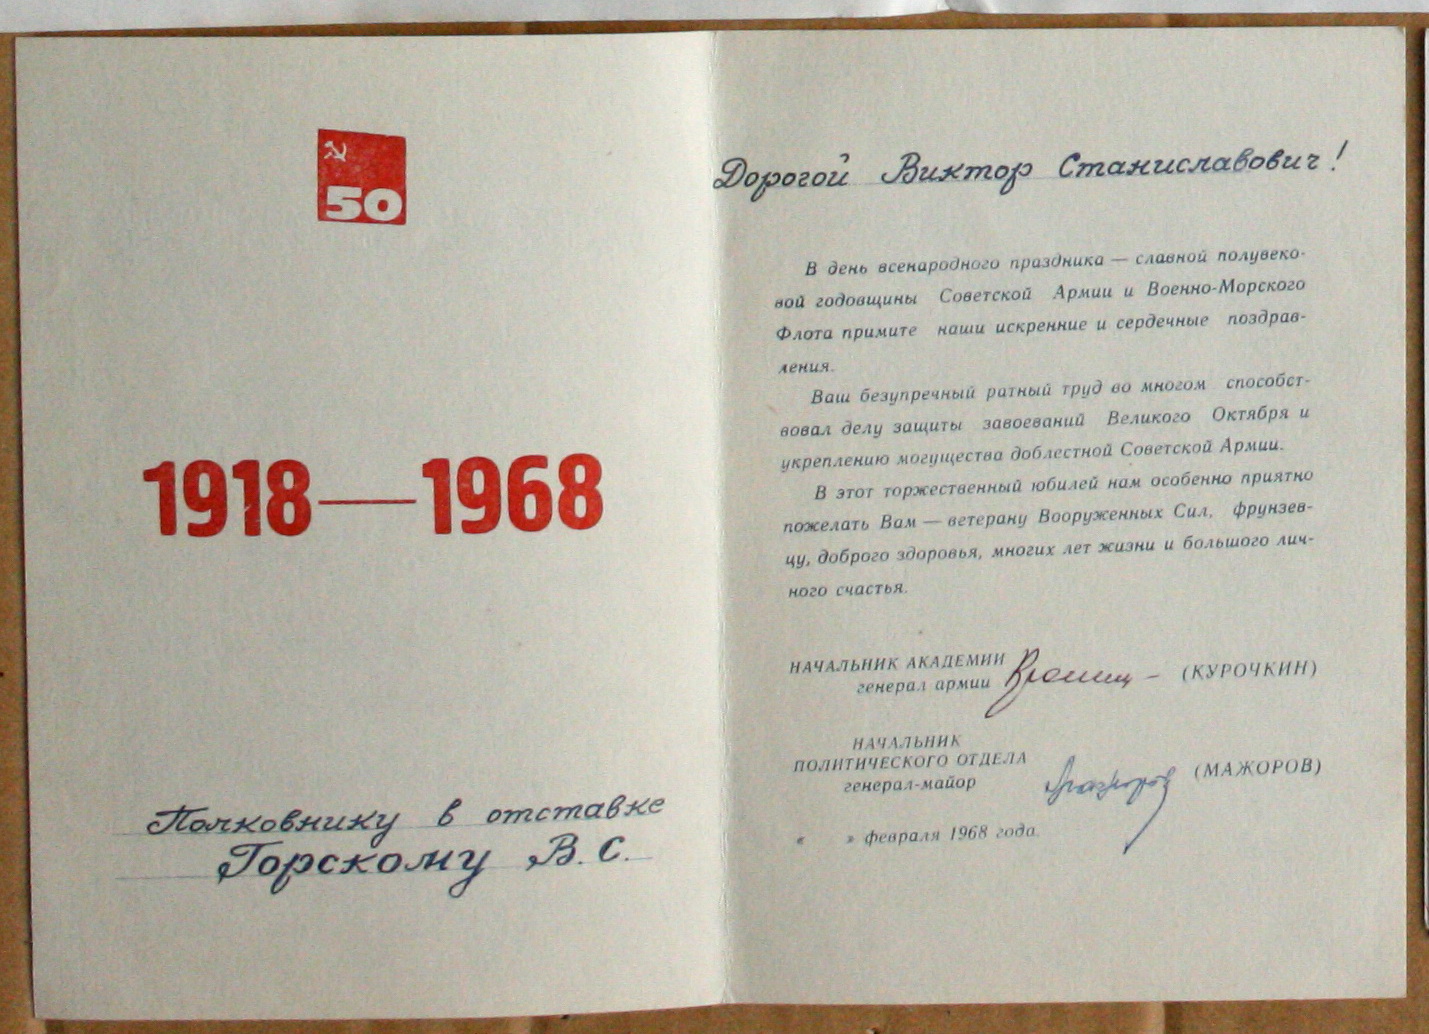 50
1918—1968
Полковнику в отставке
Горскому В. С.
Дорогой Виктор Станиславович!
В день всенародного праздника — славной полувеко-
вой годовщины Советской Армии и Военно-Морского
Флота примите наши искренние и сердечные поздрав-
ления.
Ваш безупречный ратный труд во многом способст-
вовал делу защиты завоеваний Великого Октября и
укреплению могущества доблестной Советской Армии.
В этот торжественный юбилей нам особенно приятно
пожелать Вам — ветерану Вооруженных Сил, фрунзев-
цу, доброго здоровья, многих лет жизни и большого лич-
ного счастья.
НАЧАЛЬНИК АКАДЕМИИ
генерал армии (КУРОЧКИН)
НАЧАЛЬНИК
ПОЛИТИЧЕСКОГО ОТДЕЛА
генерал-майор (МАЖОРОВ)
« » февраля 1968 года.